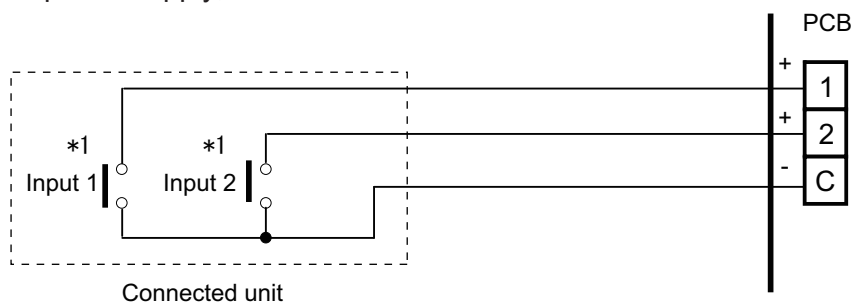 PCB
+
1
*1
*1
+
2
Input 1
Input 2
-
C
Connected unit